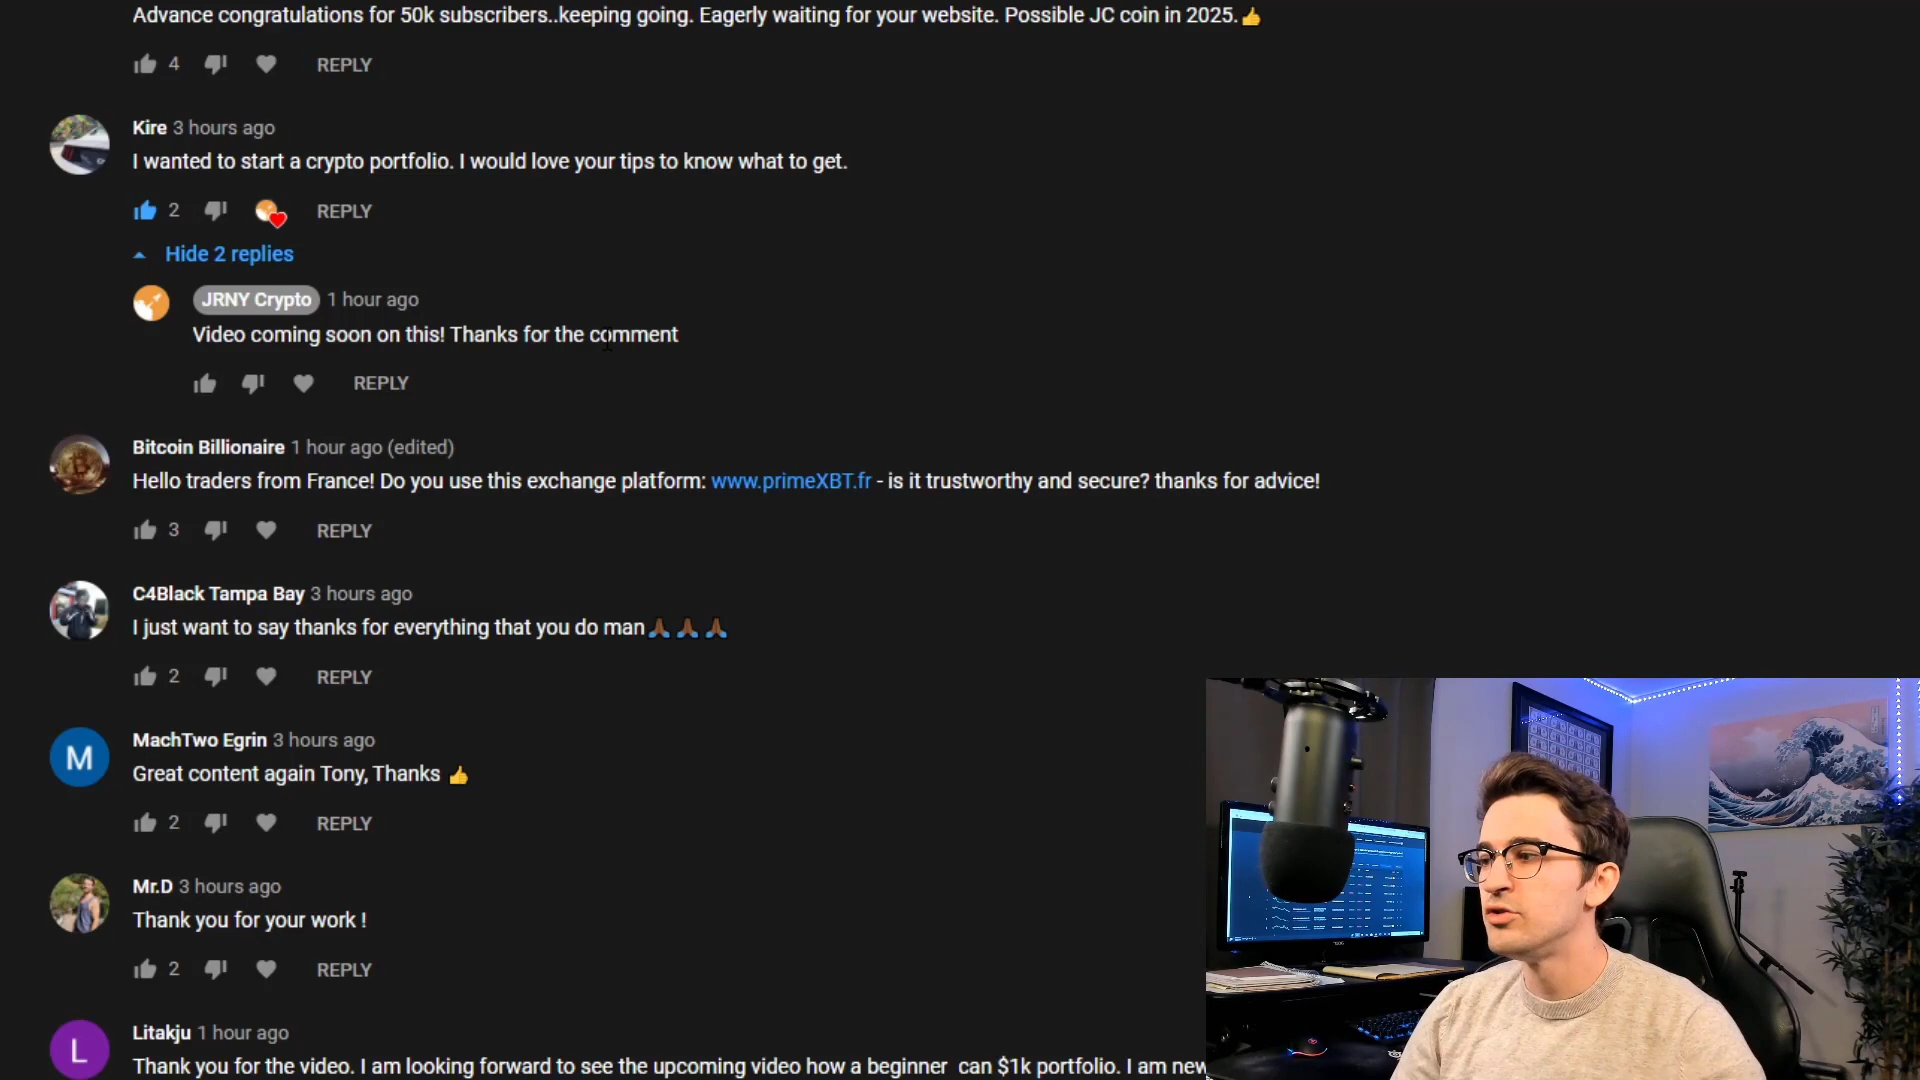 Advance congratulations for 50k subscribers..keeping going. Eagerly waiting for your website. Possible JC coin in 2025.👍
4 REPLY
Kire 3 hours ago
I wanted to start a crypto portfolio. I would love your tips to know what to get.
2 REPLY
Hide 2 replies
JRNY Crypto 1 hour ago
Video coming soon on this! Thanks for the comment
REPLY
Bitcoin Billionaire 1 hour ago (edited)
Hello traders from France! Do you use this exchange platform: www.primeXBT.fr - is it trustworthy and secure? thanks for advice!
3 REPLY
C4Black Tampa Bay 3 hours ago
I just want to say thanks for everything that you do man🙏🏾🙏🏾🙏🏾
2 REPLY
M
MachTwo Egrin 3 hours ago
Great content again Tony, Thanks 👍
2 REPLY
Mr.D 3 hours ago
Thank you for your work !
2 REPLY
L
Litakju 1 hour ago
Thank you for the video. I am looking forward to see the upcoming video how a beginner can $1k portfolio. I am new